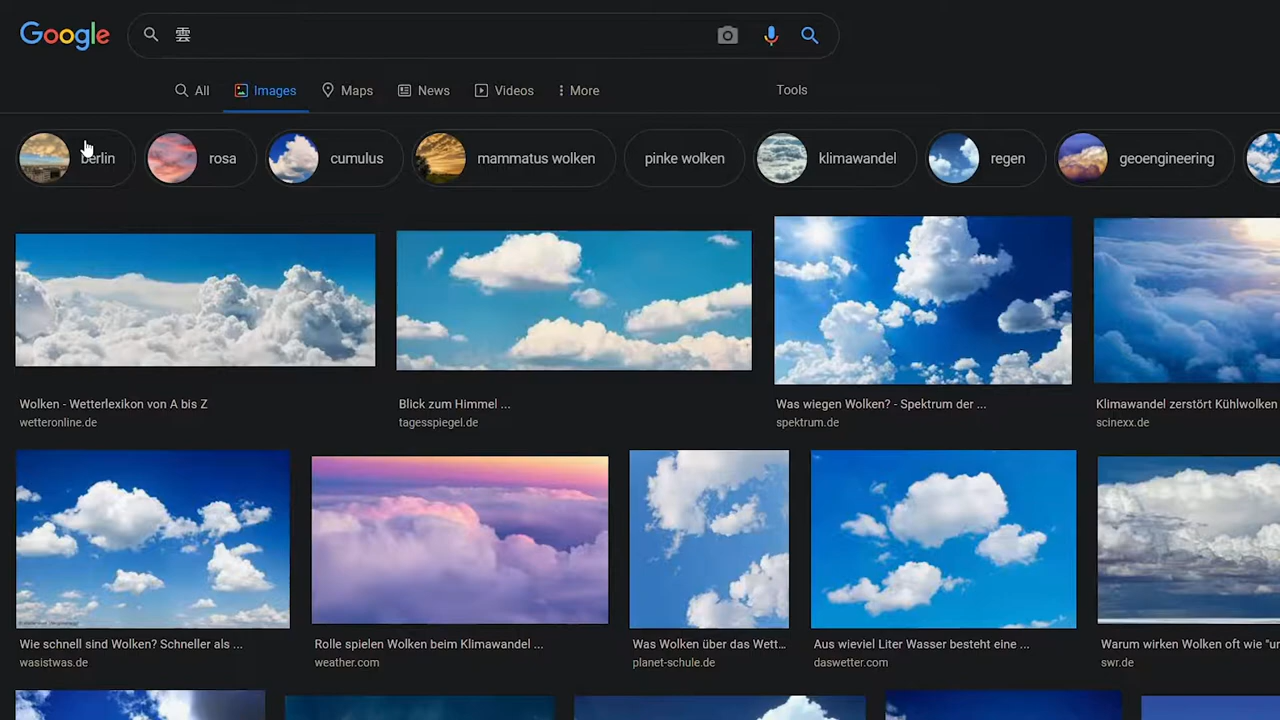 Google
雲
All Images Maps News Videos More Tools
berlin rosa cumulus mammatus wolken pinke wolken klimawandel regen geoengineering
Wolken - Wetterlexikon von A bis Z
wetteronline.de
Blick zum Himmel ...
tagesspiegel.de
Was wiegen Wolken? - Spektrum der ...
spektrum.de
Klimawandel zerstört Kühlwolken
scinexx.de
Wie schnell sind Wolken? Schneller als ...
wasistwas.de
Rolle spielen Wolken beim Klimawandel ...
weather.com
Was Wolken über das Wett...
planet-schule.de
Aus wieviel Liter Wasser besteht eine ...
daswetter.com
Warum wirken Wolken oft wie "ur
swr.de